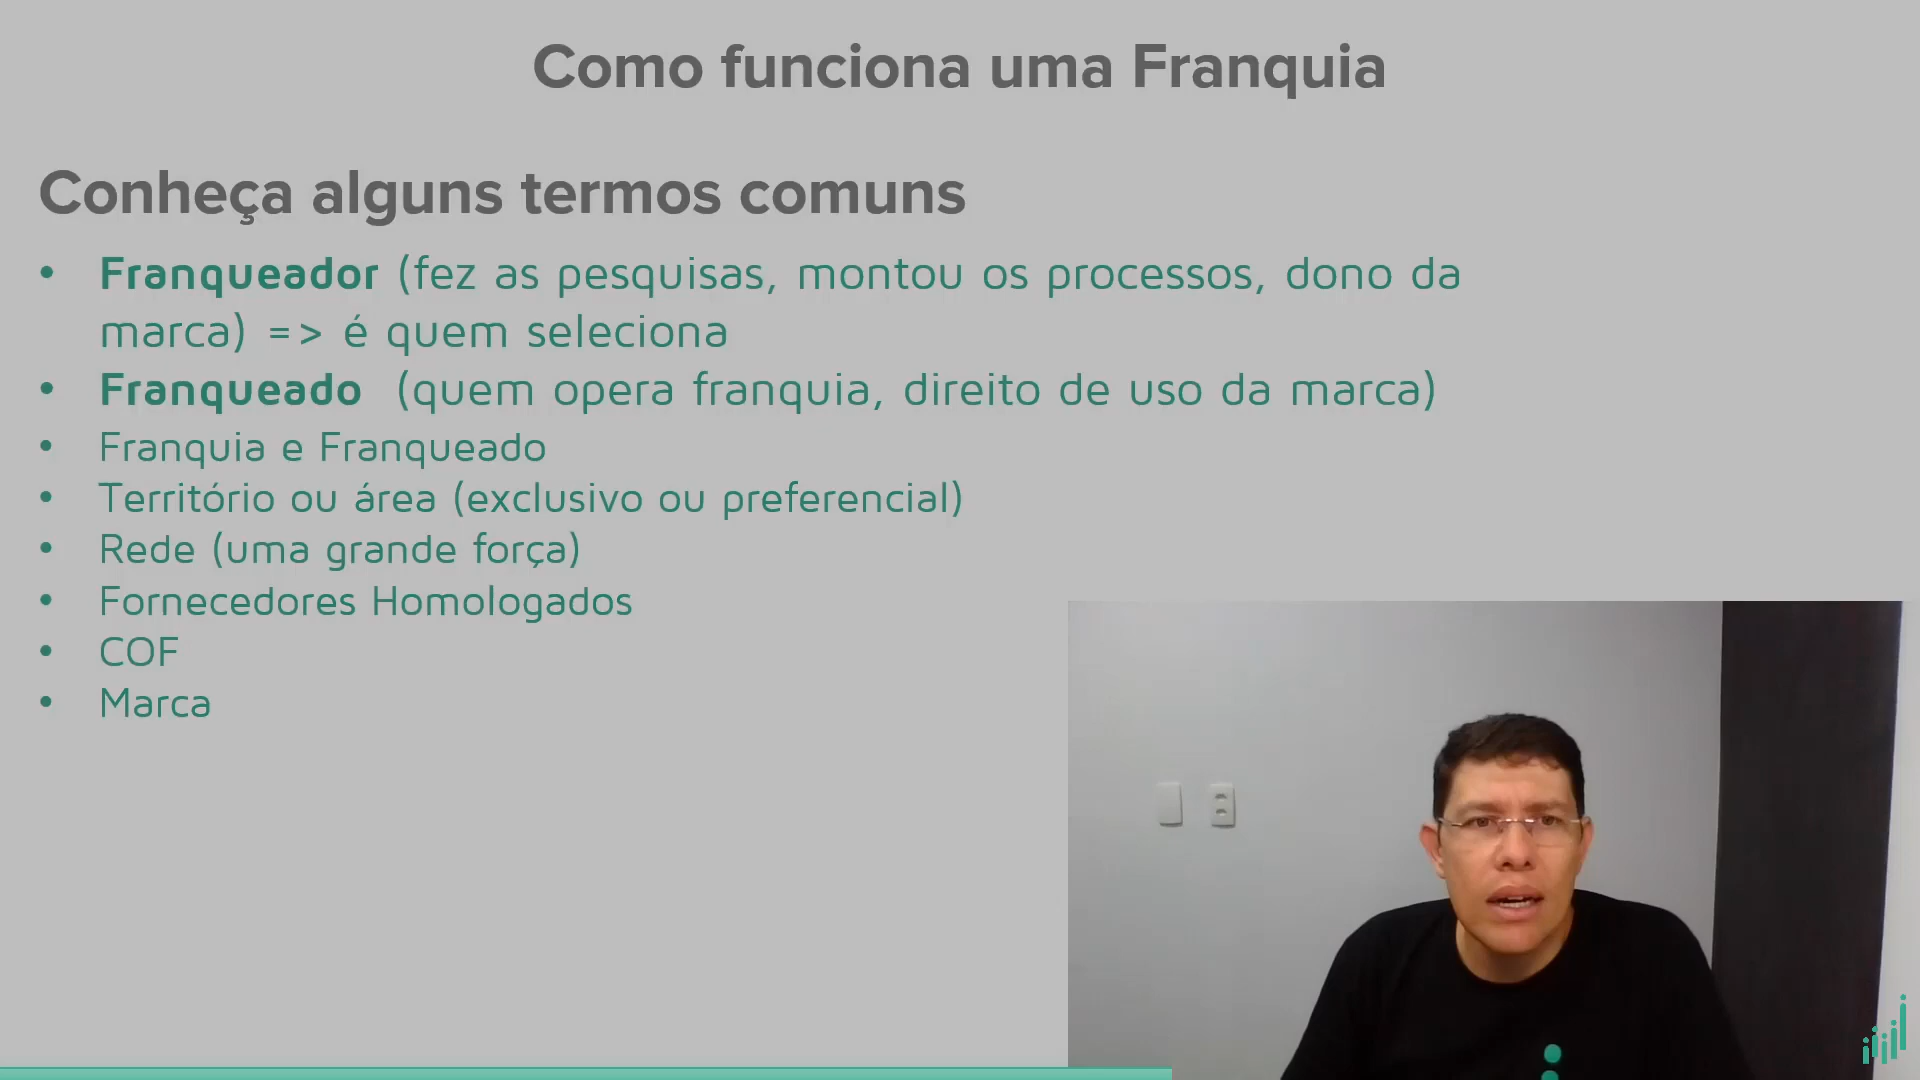 Como funciona uma Franquia
Conheça alguns termos comuns
• Franqueador (fez as pesquisas, montou os processos, dono da
marca) => é quem seleciona
• Franqueado (quem opera franquia, direito de uso da marca)
• Franquia e Franqueado
• Território ou área (exclusivo ou preferencial)
• Rede (uma grande força)
• Fornecedores Homologados
• COF
• Marca